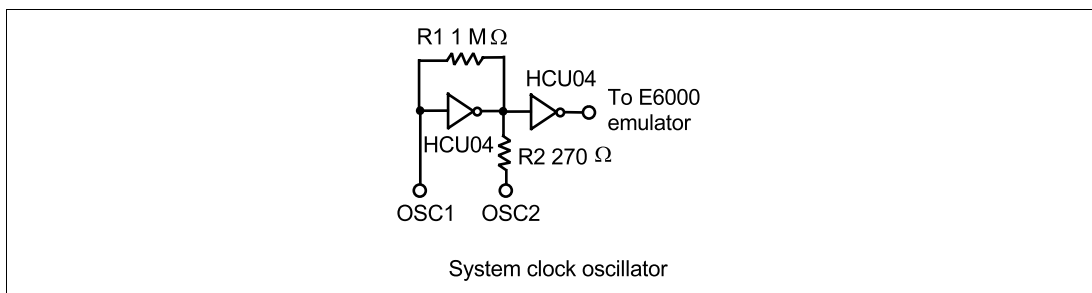 R1 1 MΩ
HCU04
To E6000
emulator
HCU04
R2 270 Ω
OSC1
OSC2
System clock oscillator